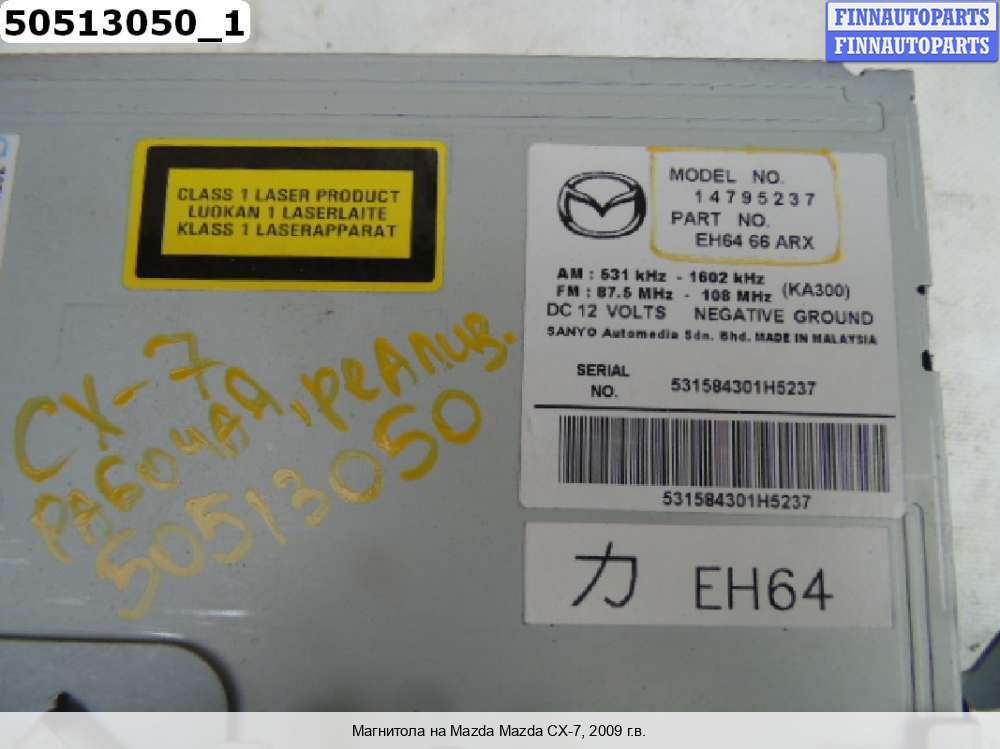 50513050_1
FINNAUTOPARTS
FINNAUTOPARTS
CLASS 1 LASER PRODUCT
LUOKAN 1 LASERLAITE
KLASS 1 LASERAPPARAT
MODEL NO.
14795237
PART NO.
EH64 66 ARX
AM : 531 kHz - 1602 kHz
FM : 87.5 MHz - 108 MHz (KA300)
DC 12 VOLTS NEGATIVE GROUND
SANYO Automedia Sdn. Bhd. MADE IN MALAYSIA
SERIAL
NO. 531584301H5237
531584301H5237
カ EH64
CX-7
РАБОЧАЯ, реАлиз.
50513050
Магнитола на Mazda Mazda CX-7, 2009 г.в.